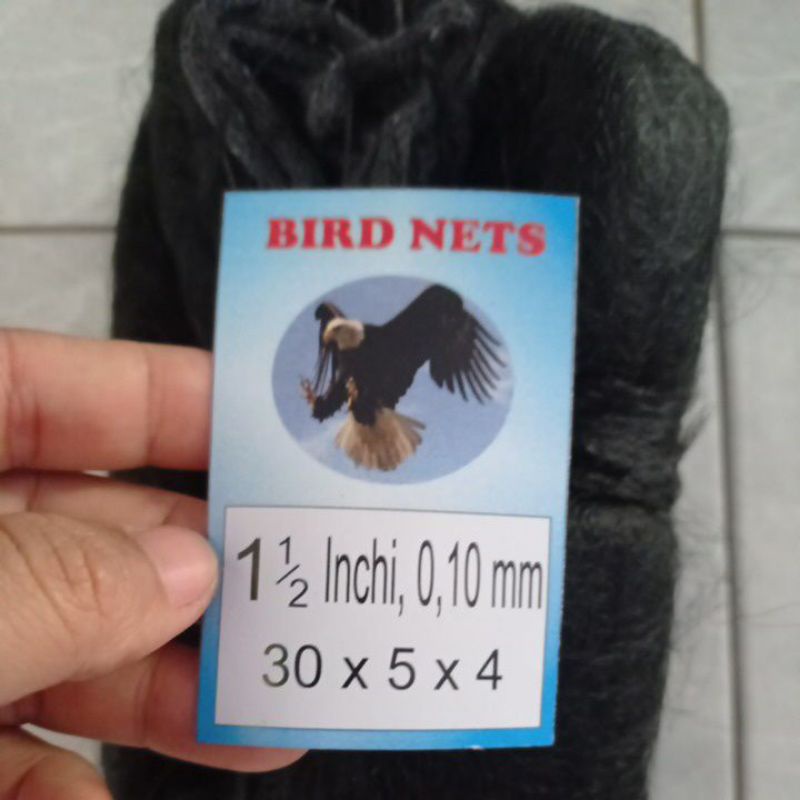 BIRD NETS
1 1/2 Inchi, 0,10 mm
30 x 5 x 4